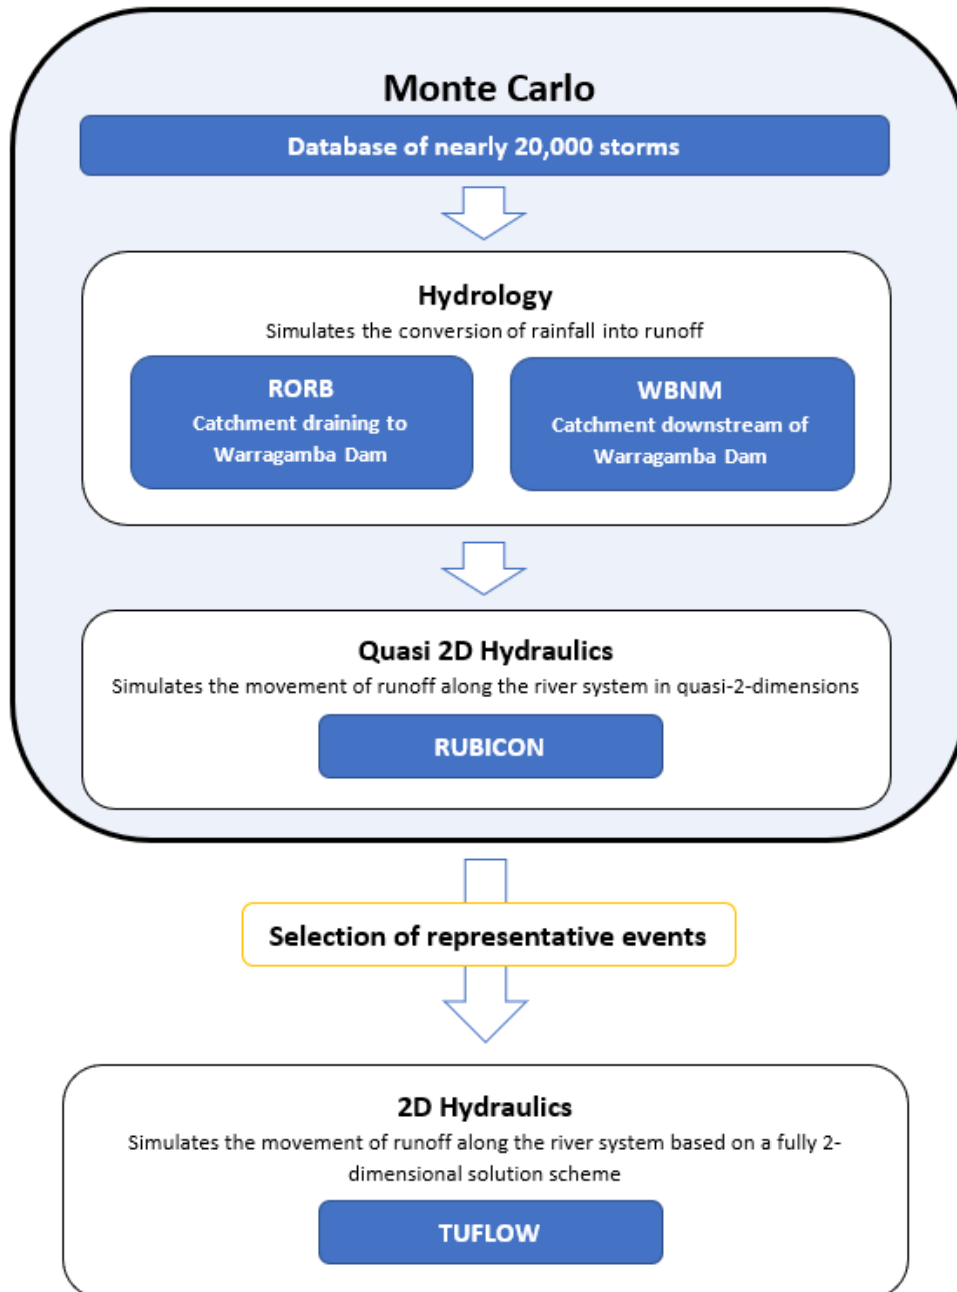 Monte Carlo
Database of nearly 20,000 storms
Hydrology
Simulates the conversion of rainfall into runoff
RORB
Catchment draining to
Warragamba Dam
WBNM
Catchment downstream of
Warragamba Dam
Quasi 2D Hydraulics
Simulates the movement of runoff along the river system in quasi-2-dimensions
RUBICON
Selection of representative events
2D Hydraulics
Simulates the movement of runoff along the river system based on a fully 2-
dimensional solution scheme
TUFLOW